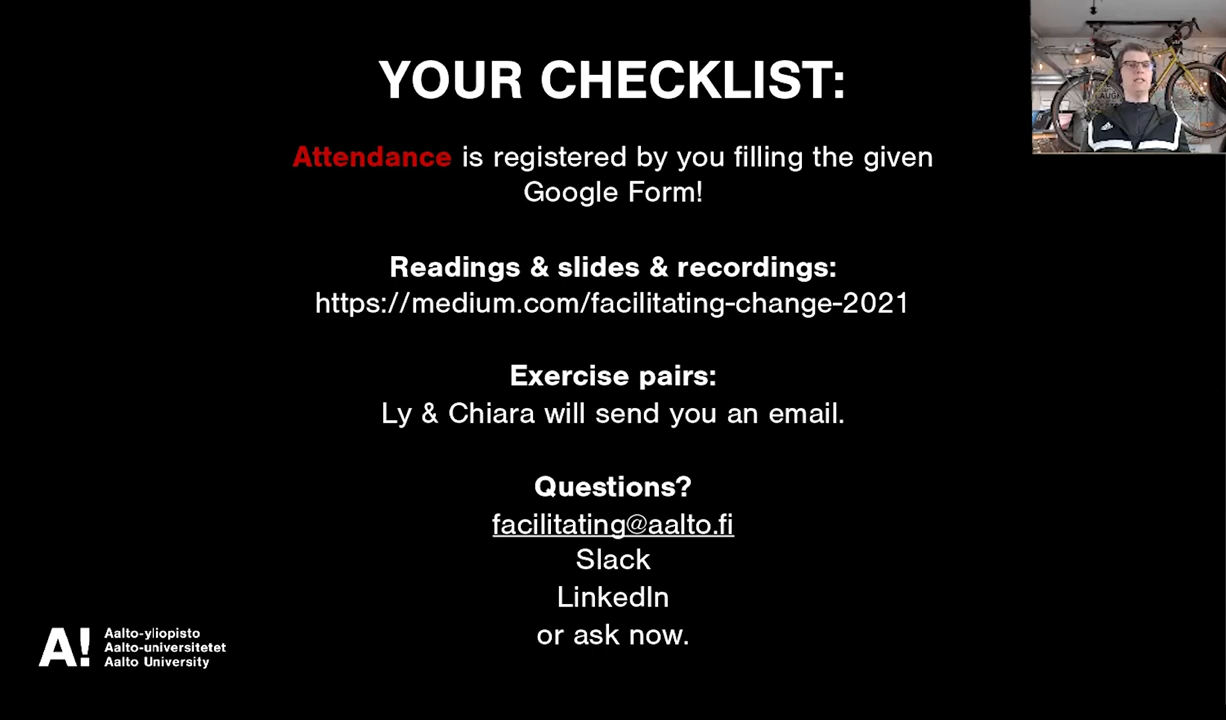 YOUR CHECKLIST:
Attendance is registered by you filling the given
Google Form!
Readings & slides & recordings:
https://medium.com/facilitating-change-2021
Exercise pairs:
Ly & Chiara will send you an email.
Questions?
facilitating@aalto.fi
Slack
LinkedIn
or ask now.
A! Aalto-yliopisto
Aalto-universitetet
Aalto University